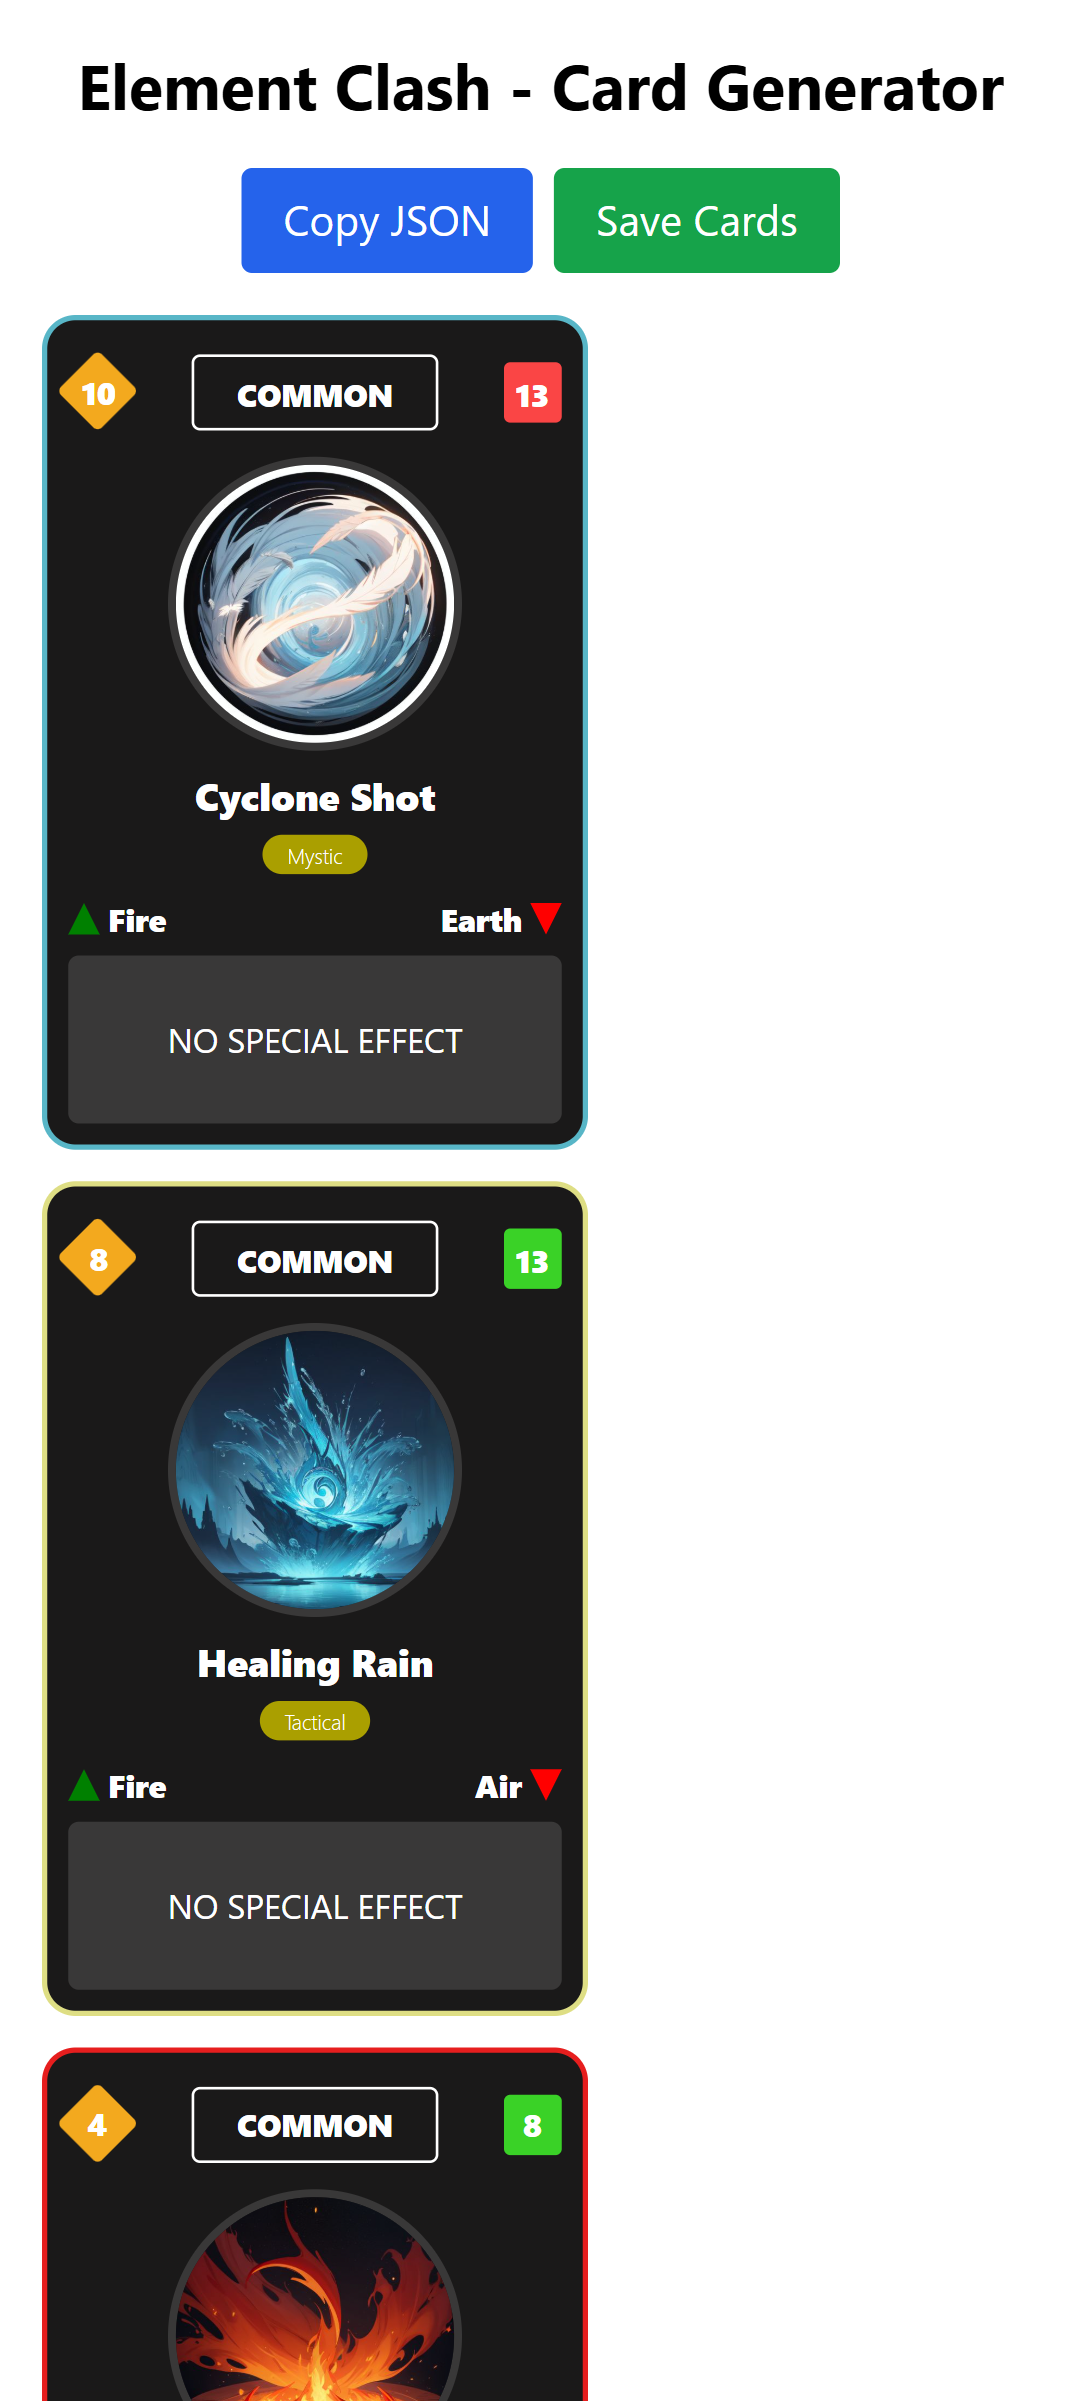 Element Clash - Card Generator
Copy JSON Save Cards
10 COMMON 13
Cyclone Shot
Mystic
Fire Earth
NO SPECIAL EFFECT
8 COMMON 13
Healing Rain
Tactical
Fire Air
NO SPECIAL EFFECT
4 COMMON 8